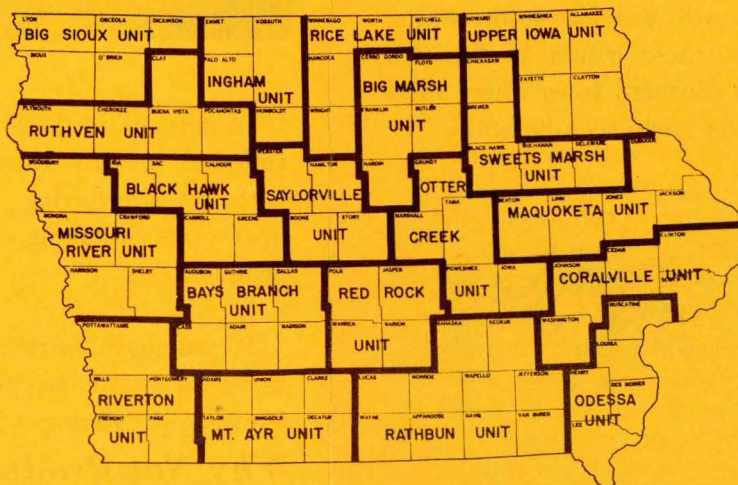 LYON OSCEOLA DICKINSON EMMET KOSSUTH WINNEBAGO WORTH MITCHELL HOWARD WINNESHIEK ALLAMAKEE
BIG SIOUX UNIT RICE LAKE UNIT UPPER IOWA UNIT
SIOUX O'BRIEN CLAY PALO ALTO HANCOCK CERRO GORDO FLOYD CHICKASAW
INGHAM BIG MARSH
UNIT FAYETTE CLAYTON
PLYMOUTH CHEROKEE BUENA VISTA POCAHONTAS HUMBOLDT WRIGHT FRANKLIN BUTLER BREMER
RUTHVEN UNIT UNIT
WOODBURY IDA SAC CALHOUN WEBSTER HAMILTON HARDIN GRUNDY BLACK HAWK BUCHANAN DELAWARE DUBUQUE
BLACK HAWK SAYLORVILLE OTTER SWEETS MARSH
UNIT UNIT
MONONA CRAWFORD CARROLL GREENE BOONE STORY MARSHALL TAMA BENTON LINN JONES JACKSON
MISSOURI UNIT CREEK MAQUOKETA UNIT
RIVER UNIT
HARRISON SHELBY AUDUBON GUTHRIE DALLAS POLK JASPER POWESHIEK IOWA JOHNSON CEDAR CLINTON
BAYS BRANCH RED ROCK UNIT CORALVILLE UNIT
UNIT
POTTAWATTAMIE CASS ADAIR MADISON WARREN MARION MAHASKA KEOKUK WASHINGTON MUSCATINE
UNIT LOUISA
MILLS MONTGOMERY ADAMS UNION CLARKE LUCAS MONROE WAPELLO JEFFERSON HENRY DES MOINES
RIVERTON ODESSA
FREMONT PAGE TAYLOR RINGGOLD DECATUR WAYNE APPANOOSE DAVIS VAN BUREN LEE
UNIT MT. AYR UNIT RATHBUN UNIT UNIT